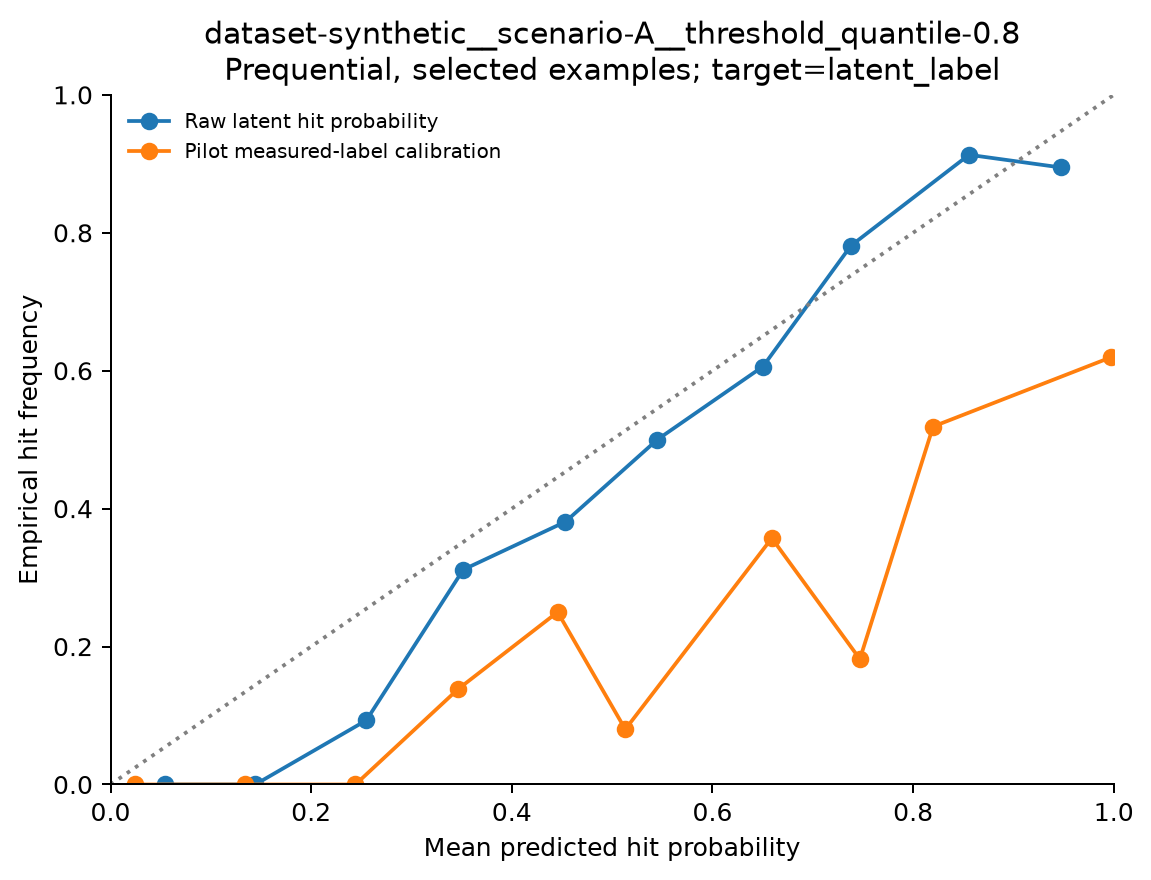 dataset-synthetic__scenario-A__threshold_quantile-0.8
Prequential, selected examples; target=latent_label
Raw latent hit probability
Pilot measured-label calibration
Empirical hit frequency
1.0
0.8
0.6
0.4
0.2
0.0
0.0 0.2 0.4 0.6 0.8 1.0
Mean predicted hit probability